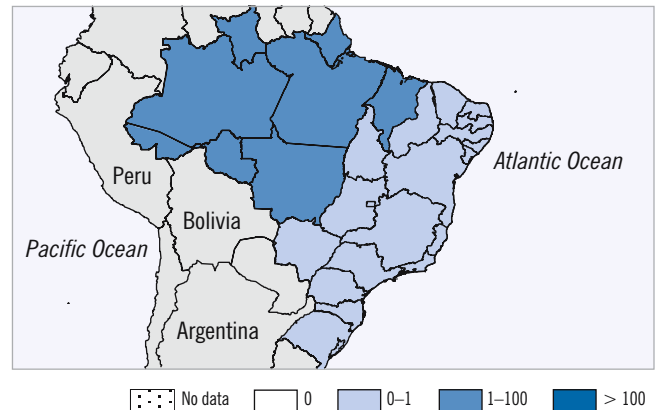 Peru
Atlantic Ocean
Bolivia
Pacific Ocean
Argentina
No data 0 0–1 1–100 > 100